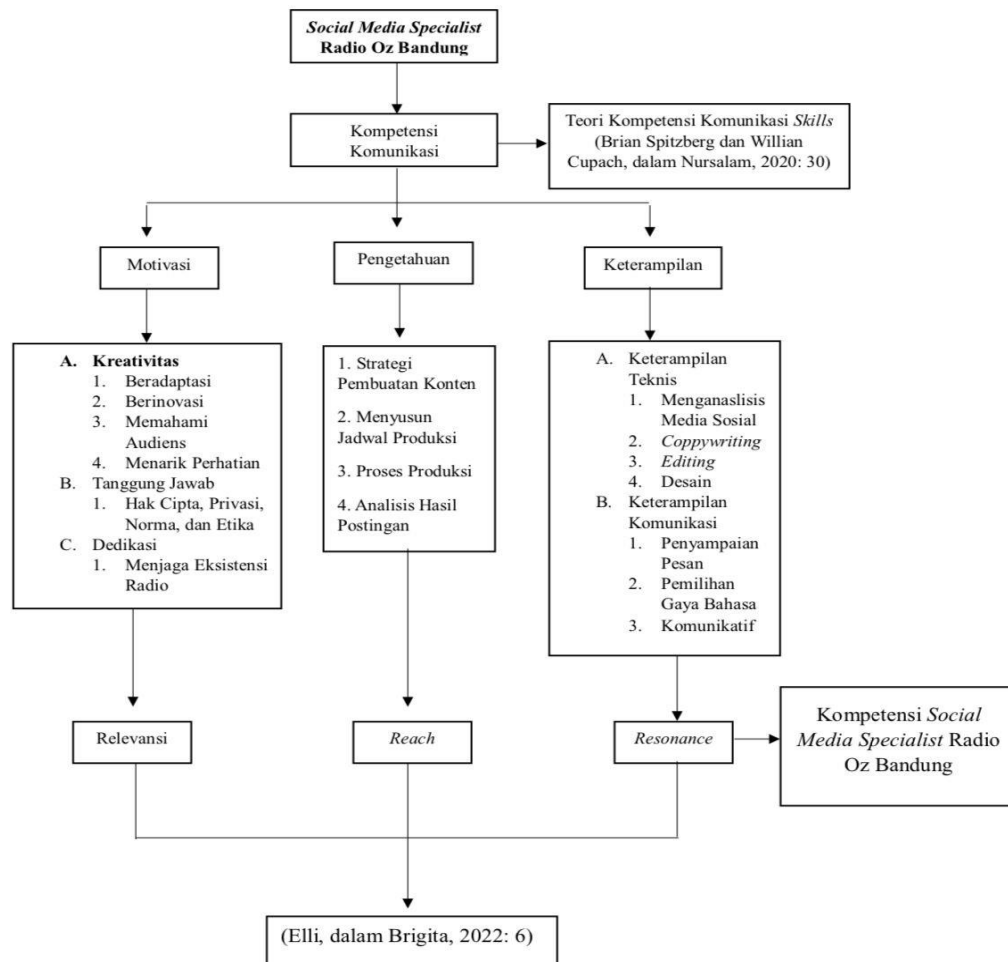 Social Media Specialist
Radio Oz Bandung
Kompetensi
Komunikasi
Teori Kompetensi Komunikasi Skills
(Brian Spitzberg dan Willian
Cupach, dalam Nursalam, 2020: 30)
Motivasi
Pengetahuan
Keterampilan
A. Kreativitas
1. Beradaptasi
2. Berinovasi
3. Memahami
Audiens
4. Menarik Perhatian
B. Tanggung Jawab
1. Hak Cipta, Privasi,
Norma, dan Etika
C. Dedikasi
1. Menjaga Eksistensi
Radio
1. Strategi
Pembuatan Konten
2. Menyusun
Jadwal Produksi
3. Proses Produksi
4. Analisis Hasil
Postingan
A. Keterampilan
Teknis
1. Menganaslisis
Media Sosial
2. Coppywriting
3. Editing
4. Desain
B. Keterampilan
Komunikasi
1. Penyampaian
Pesan
2. Pemilihan
Gaya Bahasa
3. Komunikatif
Relevansi
Reach
Resonance
Kompetensi Social
Media Specialist Radio
Oz Bandung
(Elli, dalam Brigita, 2022: 6)